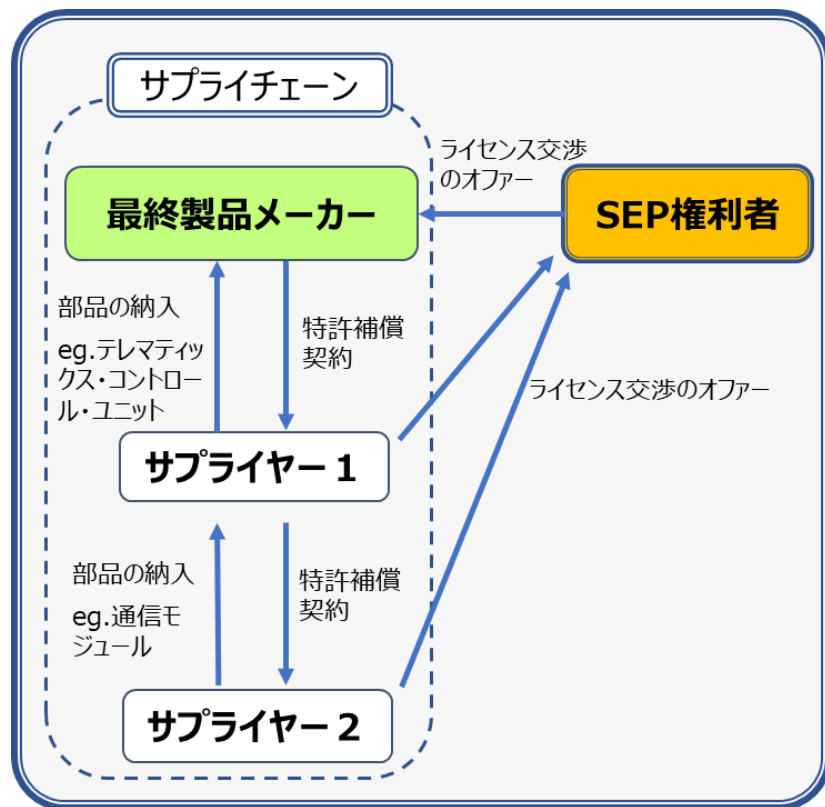 サプライチェーン
ライセンス交渉
のオファー
最終製品メーカー
SEP権利者
部品の納入
eg.テレマティッ
クス・コントロー
ル・ユニット
特許補償
契約
ライセンス交渉のオファー
サプライヤー１
部品の納入
eg.通信モ
ジュール
特許補償
契約
サプライヤー２